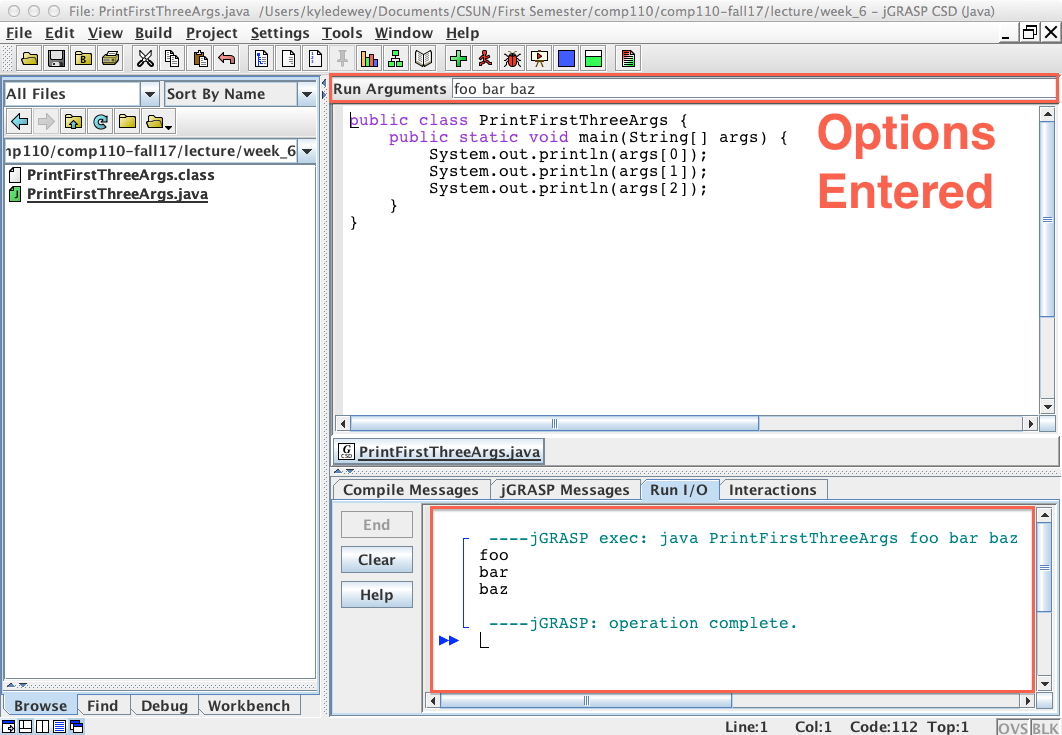 File: PrintFirstThreeArgs.java /Users/kyledewey/Documents/CSUN/First Semester/comp110/comp110-fall17/lecture/week_6 – jGRASP CSD (Java)
File Edit View Build Project Settings Tools Window Help
All Files Sort By Name
Run Arguments foo bar baz
np110/comp110-fall17/lecture/week_6
PrintFirstThreeArgs.class
PrintFirstThreeArgs.java
public class PrintFirstThreeArgs {
    public static void main(String[] args) {
        System.out.println(args[0]);
        System.out.println(args[1]);
        System.out.println(args[2]);
    }
}
Options
Entered
PrintFirstThreeArgs.java
Compile Messages jGRASP Messages Run I/O Interactions
End
Clear
Help
----jGRASP exec: java PrintFirstThreeArgs foo bar baz
foo
bar
baz
----jGRASP: operation complete.
Browse Find Debug Workbench
Line:1 Col:1 Code:112 Top:1 OVS BLK